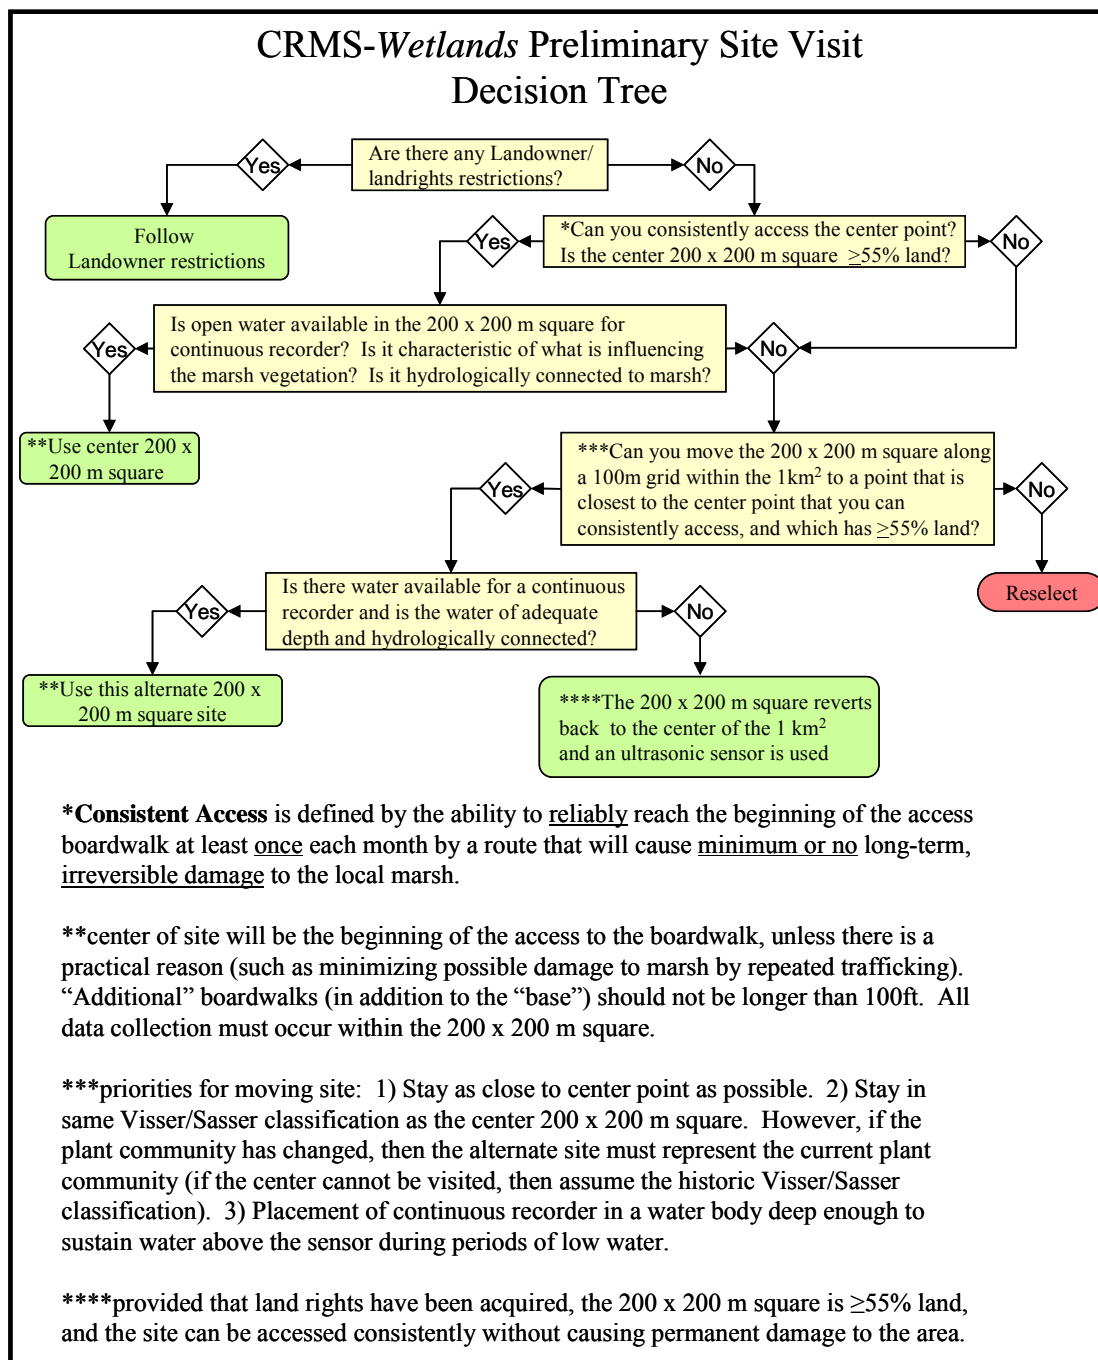 CRMS-Wetlands Preliminary Site Visit
Decision Tree
Yes
Are there any Landowner/
landrights restrictions?
No
Follow
Landowner restrictions
Yes
*Can you consistently access the center point?
Is the center 200 x 200 m square ≥55% land?
No
Yes
Is open water available in the 200 x 200 m square for
continuous recorder? Is it characteristic of what is influencing
the marsh vegetation? Is it hydrologically connected to marsh?
No
**Use center 200 x
200 m square
Yes
***Can you move the 200 x 200 m square along
a 100m grid within the 1km² to a point that is
closest to the center point that you can
consistently access, and which has ≥55% land?
No
Reselect
Yes
Is there water available for a continuous
recorder and is the water of adequate
depth and hydrologically connected?
No
**Use this alternate 200 x
200 m square site
****The 200 x 200 m square reverts
back to the center of the 1 km²
and an ultrasonic sensor is used
*Consistent Access is defined by the ability to reliably reach the beginning of the access
boardwalk at least once each month by a route that will cause minimum or no long-term,
irreversible damage to the local marsh.
**center of site will be the beginning of the access to the boardwalk, unless there is a
practical reason (such as minimizing possible damage to marsh by repeated trafficking).
“Additional” boardwalks (in addition to the “base”) should not be longer than 100ft. All
data collection must occur within the 200 x 200 m square.
***priorities for moving site: 1) Stay as close to center point as possible. 2) Stay in
same Visser/Sasser classification as the center 200 x 200 m square. However, if the
plant community has changed, then the alternate site must represent the current plant
community (if the center cannot be visited, then assume the historic Visser/Sasser
classification). 3) Placement of continuous recorder in a water body deep enough to
sustain water above the sensor during periods of low water.
****provided that land rights have been acquired, the 200 x 200 m square is ≥55% land,
and the site can be accessed consistently without causing permanent damage to the area.